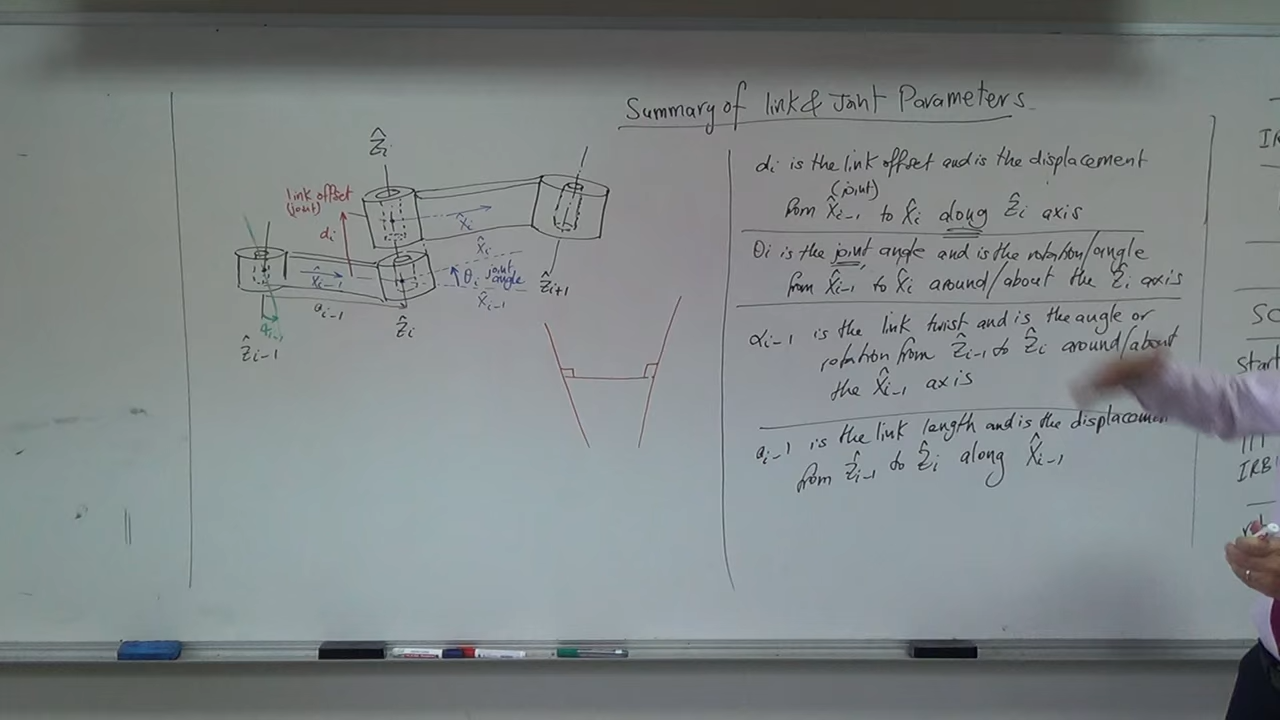 Summary of link & Joint Parameters
Ẑi
link offset
(joint)
di
X̂i
X̂i
θi joint
angle
X̂i-1
X̂i-1
ai-1
αi-1
Ẑi-1
Ẑi
Ẑi+1
di is the link offset and is the displacement
(joint)
from X̂i-1 to X̂i along Ẑi axis
θi is the joint angle and is the rotation/angle
from X̂i-1 to X̂i around/about the Ẑi axis
αi-1 is the link twist and is the angle or
rotation from Ẑi-1 to Ẑi around/about
the X̂i-1 axis
ai-1 is the link length and is the displacemen
from Ẑi-1 to Ẑi along X̂i-1
IR
SC
Start
IRB